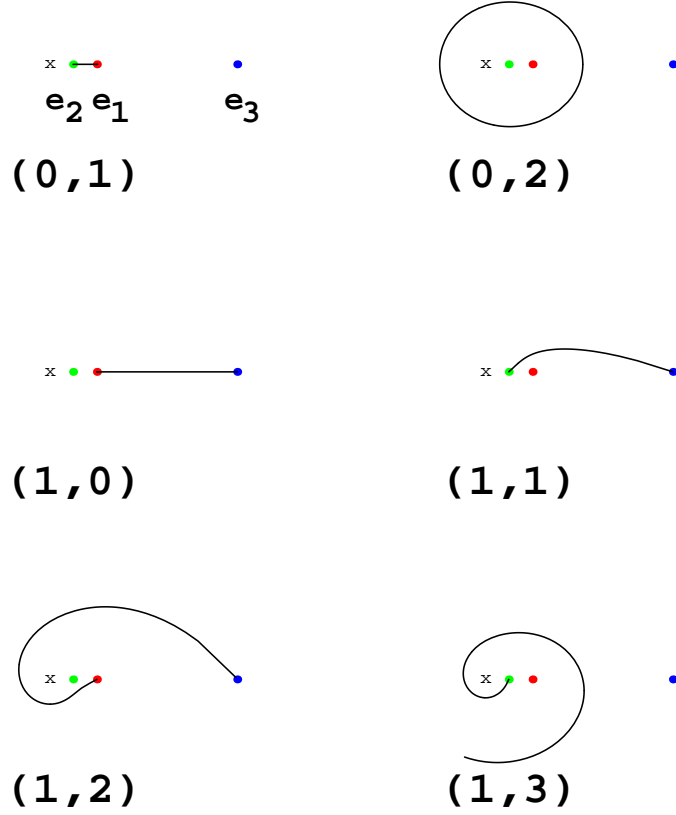 x x
e2 e1 e3
(0,1) (0,2)
x x
(1,0) (1,1)
x x
(1,2) (1,3)